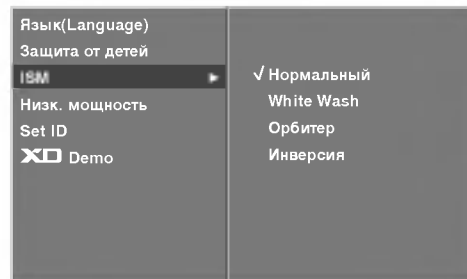 Язык(Language)
Защита от детей
ISM
Низк. мощность
Set ID
XD Demo
√ Нормальный
White Wash
Орбитер
Инверсия